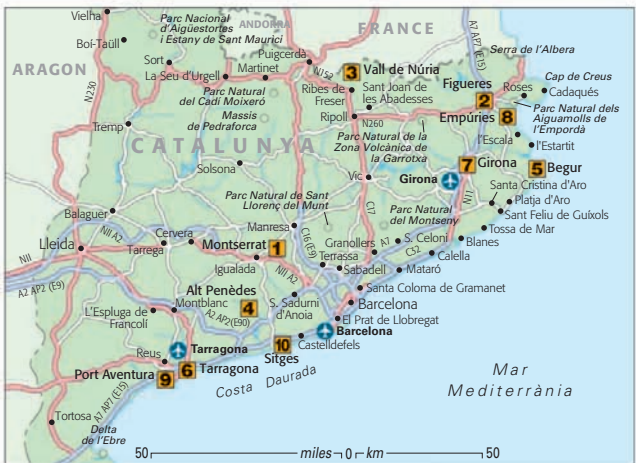 Vielha
Boí-Taüll
Parc Nacional
d'Aigüestortes
i Estany de Sant Maurici
ANDORRA
FRANCE
A7 AP7 (E15)
Serra de l'Albera
ARAGON
N230
Sort
La Seu d'Urgell
Martinet
Puigcerdà
N152
3 Vall de Núria
Ribes de
Freser
Sant Joan de
les Abadesses
Figueres
2
Roses
Cap de Creus
Cadaqués
Parc Natural
del Cadí Moixeró
Massis
de Pedraforca
Ripoll
N260
Empúries 8
Parc Natural dels
Aiguamolls de
l'Empordà
Tremp
CATALUNYA
Parc Natural de la
Zona Volcànica de
la Garrotxa
l'Escala
l'Estartit
Solsona
Vic
7 Girona
Girona
5 Begur
Parc Natural de Sant
Llorenç del Munt
Parc Natural
del Montseny
Santa Cristina d'Aro
Platja d'Aro
Sant Feliu de Guíxols
Tossa de Mar
Balaguer
Manresa
C16 (E9)
C17
N11
Lleida
NII A2
Cervera
Tarrega
Montserrat 1
Granollers
A7
S. Celoni
C52
Blanes
Calella
NII
Igualada
NII A2
Terrassa
Sabadell
Mataró
A2 AP2 (E9)
Alt Penèdes
4
Santa Coloma de Gramanet
Montblanc
S. Sadurni
d'Anoia
Barcelona
L'Espluga de
Francolí
A2 AP2(E90)
El Prat de Llobregat
Barcelona
Castelldefels
10
Sitges
Reus
Tarragona
Port Aventura
9
6 Tarragona
Costa Daurada
Mar
Mediterrània
A7 AP7 (E15)
Tortosa
Delta
de l'Ebre
50 miles 0 km 50